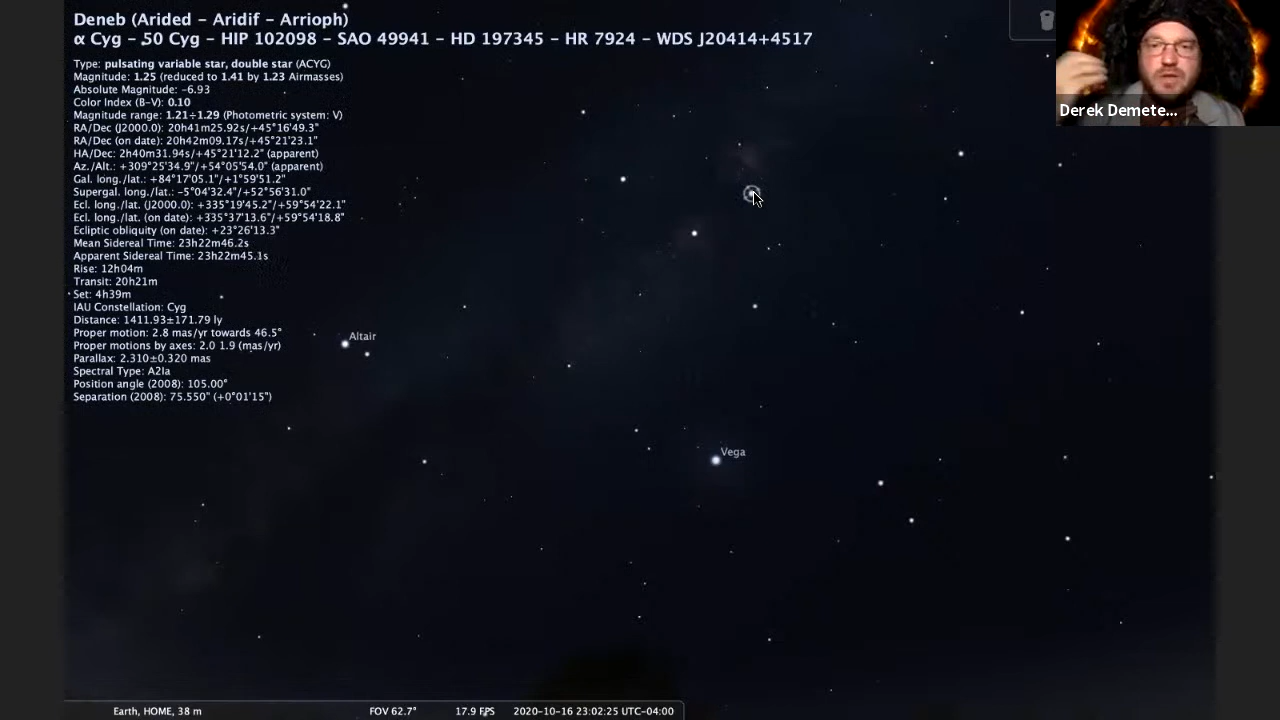 Deneb (Arided - Aridif - Arrioph)
α Cyg - 50 Cyg - HIP 102098 - SAO 49941 - HD 197345 - HR 7924 - WDS J20414+4517
Type: pulsating variable star, double star (ACYG)
Magnitude: 1.25 (reduced to 1.41 by 1.23 Airmasses)
Absolute Magnitude: -6.93
Color Index (B-V): 0.10
Magnitude range: 1.21÷1.29 (Photometric system: V)
RA/Dec (J2000.0): 20h41m25.92s/+45°16'49.3"
RA/Dec (on date): 20h42m09.17s/+45°21'23.1"
HA/Dec: 2h40m31.94s/+45°21'12.2" (apparent)
Az./Alt.: +309°25'34.9"/+54°05'54.0" (apparent)
Gal. long./lat.: +84°17'05.1"/+1°59'51.2"
Supergal. long./lat.: -5°04'32.4"/+52°56'31.0"
Ecl. long./lat. (J2000.0): +335°19'45.2"/+59°54'22.1"
Ecl. long./lat. (on date): +335°37'13.6"/+59°54'18.8"
Ecliptic obliquity (on date): +23°26'13.3"
Mean Sidereal Time: 23h22m46.2s
Apparent Sidereal Time: 23h22m45.1s
Rise: 12h04m
Transit: 20h21m
Set: 4h39m
IAU Constellation: Cyg
Distance: 1411.93±171.79 ly
Proper motion: 2.8 mas/yr towards 46.5°
Proper motions by axes: 2.0 1.9 (mas/yr)
Parallax: 2.310±0.320 mas
Spectral Type: A2Ia
Position angle (2008): 105.00°
Separation (2008): 75.550" (+0°01'15")
Derek Demete...
Altair
Vega
Earth, HOME, 38 m FOV 62.7° 17.9 FPS 2020-10-16 23:02:25 UTC-04:00